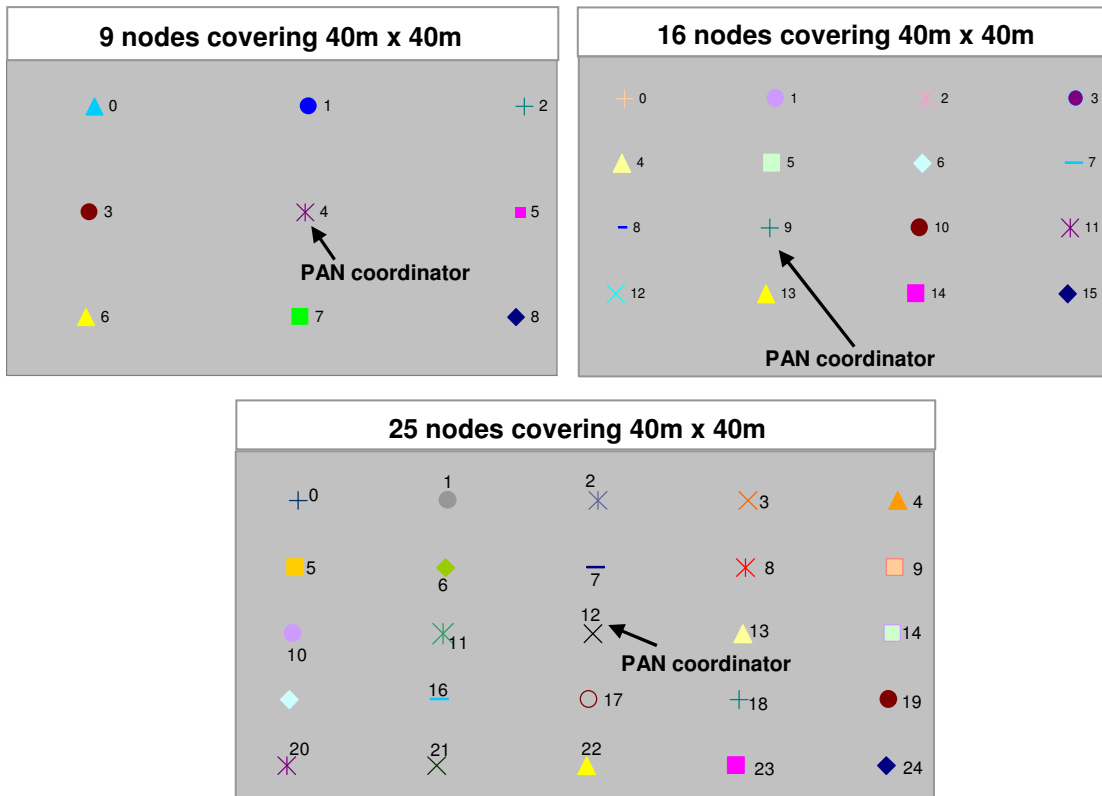 9 nodes covering 40m x 40m
0 1 2
3 4 5
PAN coordinator
6 7 8
16 nodes covering 40m x 40m
0 1 2 3
4 5 6 7
8 9 10 11
12 13 14 15
PAN coordinator
25 nodes covering 40m x 40m
0 1 2 3 4
5 6 7 8 9
10 11 12 13 14
PAN coordinator
16 17 18 19
20 21 22 23 24